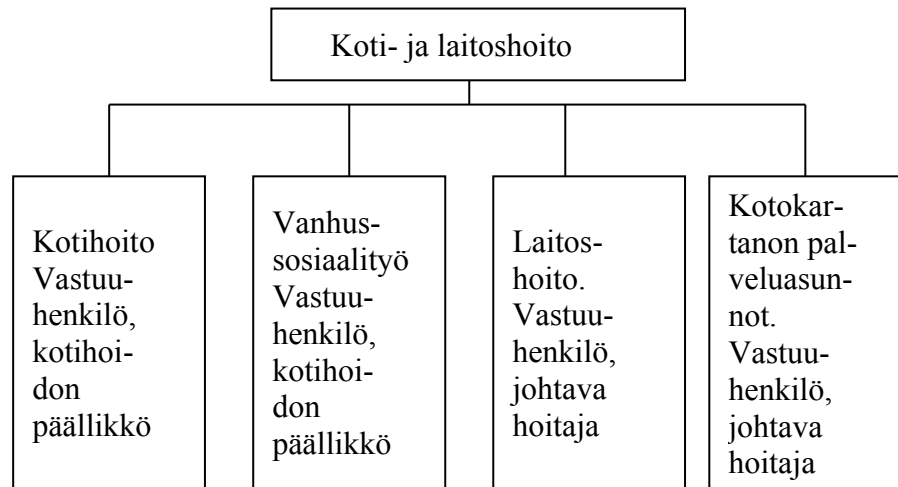 Koti- ja laitoshoito
Kotihoito
Vastuu-
henkilö,
kotihoi-
don
päällikkö
Vanhus-
sosiaalityö
Vastuu-
henkilö,
kotihoi-
don
päällikkö
Laitos-
hoito.
Vastuu-
henkilö,
johtava
hoitaja
Kotokar-
tanon pal-
veluasun-
not.
Vastuu-
henkilö,
johtava
hoitaja